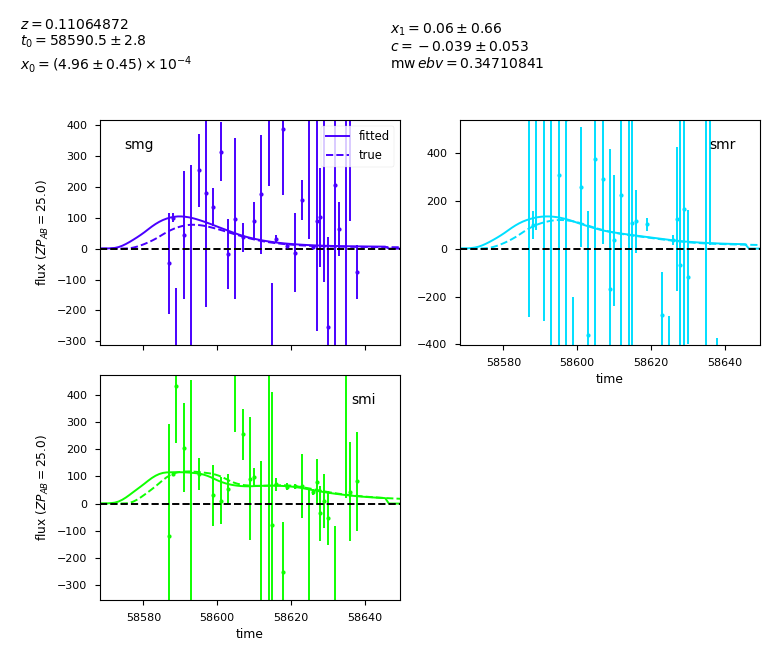 z = 0.11064872
t₀ = 58590.5 ± 2.8
x₀ = (4.96 ± 0.45) × 10⁻⁴
x₁ = 0.06 ± 0.66
c = −0.039 ± 0.053
mw ebv = 0.34710841
smg
fitted
true
400
300
200
100
0
−100
−200
−300
flux (ZP_AB = 25.0)
smr
400
200
0
−200
−400
58580
58600
58620
58640
time
smi
400
300
200
100
0
−100
−200
−300
flux (ZP_AB = 25.0)
58580
58600
58620
58640
time